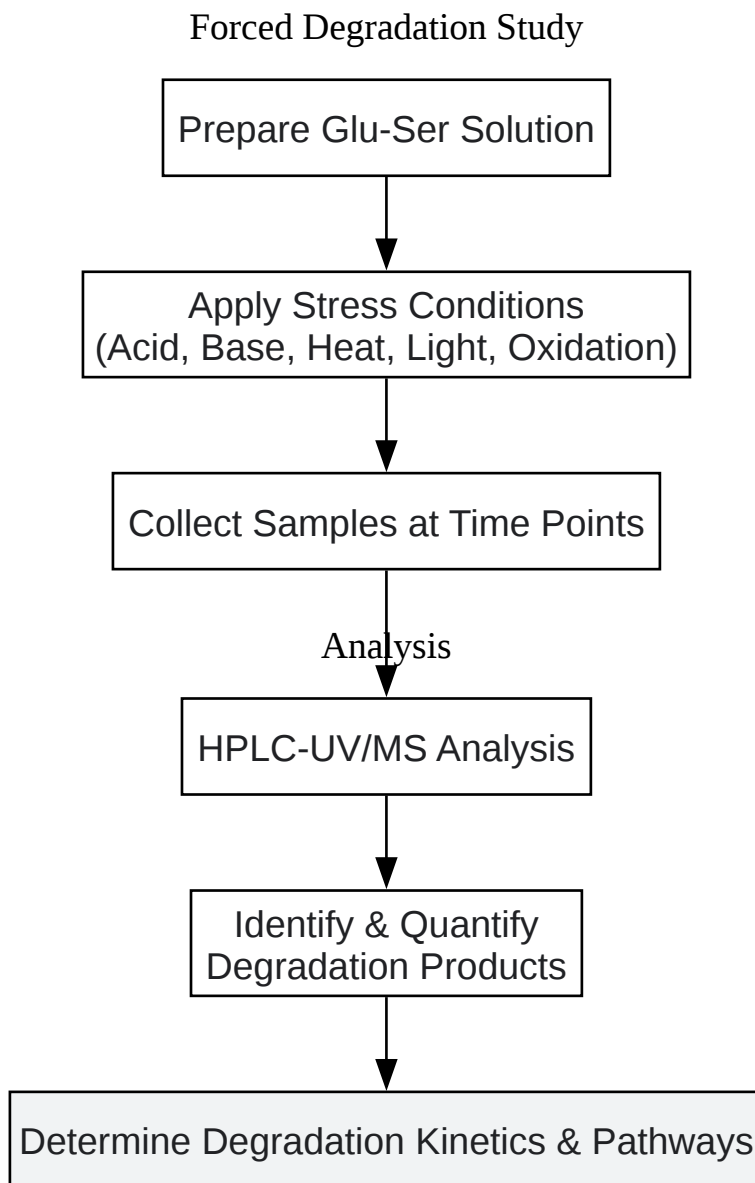 Forced Degradation Study
Prepare Glu-Ser Solution
Apply Stress Conditions
(Acid, Base, Heat, Light, Oxidation)
Collect Samples at Time Points
Analysis
HPLC-UV/MS Analysis
Identify & Quantify
Degradation Products
Determine Degradation Kinetics & Pathways